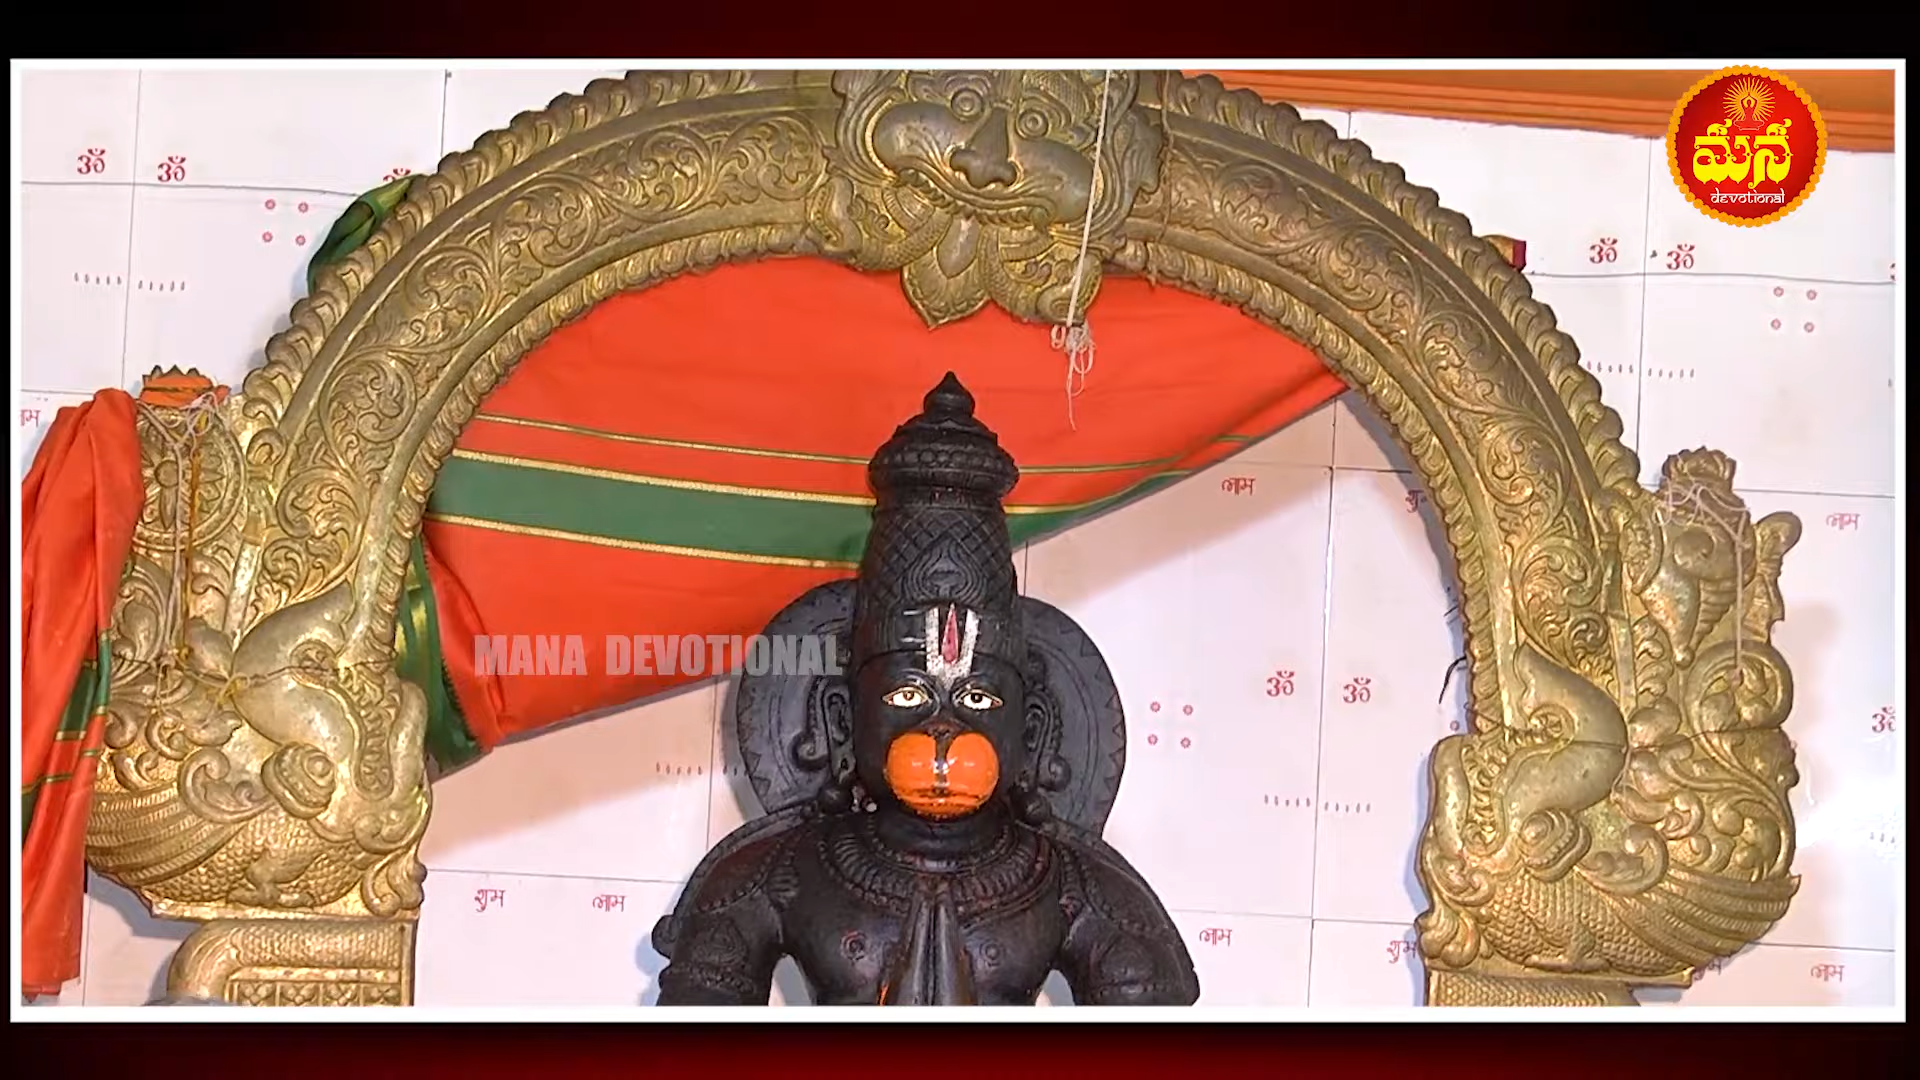 మన
devotional
ॐ ॐ ॐ
ॐ ॐ
लाभ
शुभ
लाभ
ॐ ॐ
MANA DEVOTIONAL
शुभ
लाभ
लाभ
शुभ
लाभ